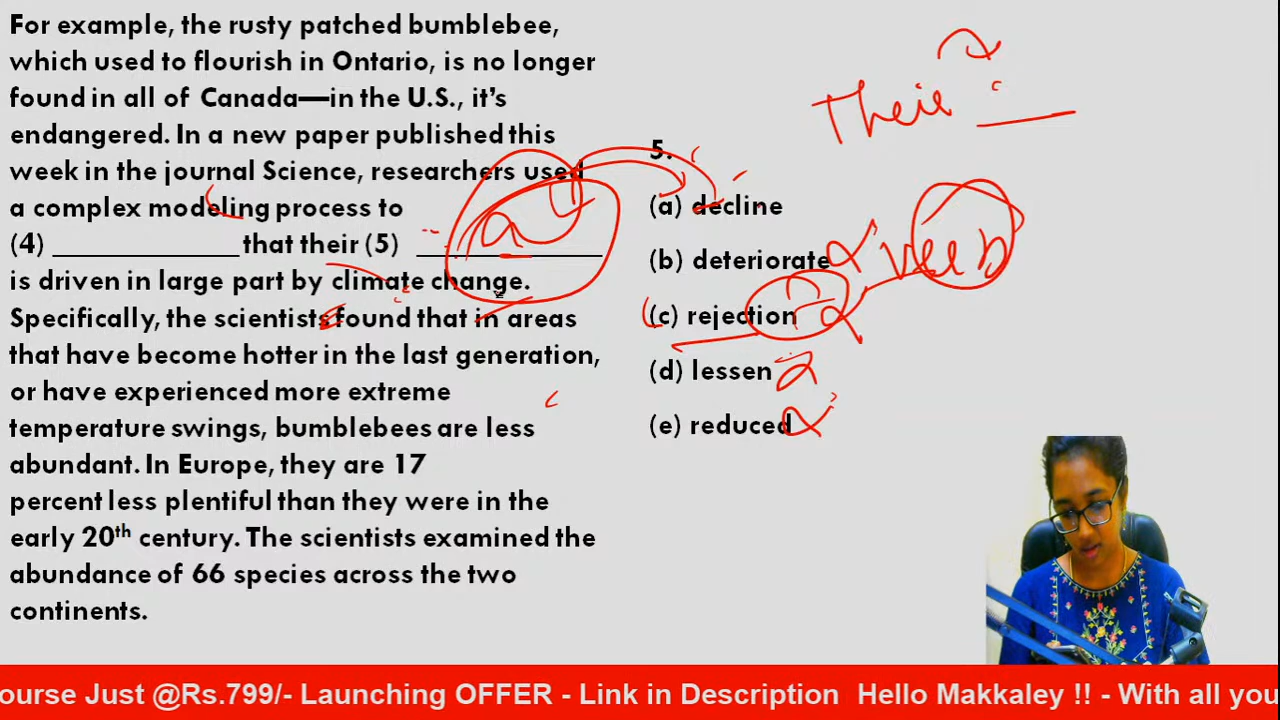 For example, the rusty patched bumblebee,
which used to flourish in Ontario, is no longer
found in all of Canada—in the U.S., it's
endangered. In a new paper published this
week in the journal Science, researchers used
a complex modeling process to
(4) _______________ that their (5) _______________
is driven in large part by climate change.
Specifically, the scientists found that in areas
that have become hotter in the last generation,
or have experienced more extreme
temperature swings, bumblebees are less
abundant. In Europe, they are 17
percent less plentiful than they were in the
early 20th century. The scientists examined the
abundance of 66 species across the two
continents.
5.
(a) decline
(b) deteriorate
(c) rejection
(d) lessen
(e) reduced
Their ____
a
verb
ourse Just @Rs.799/- Launching OFFER - Link in Description Hello Makkaley !! - With all you